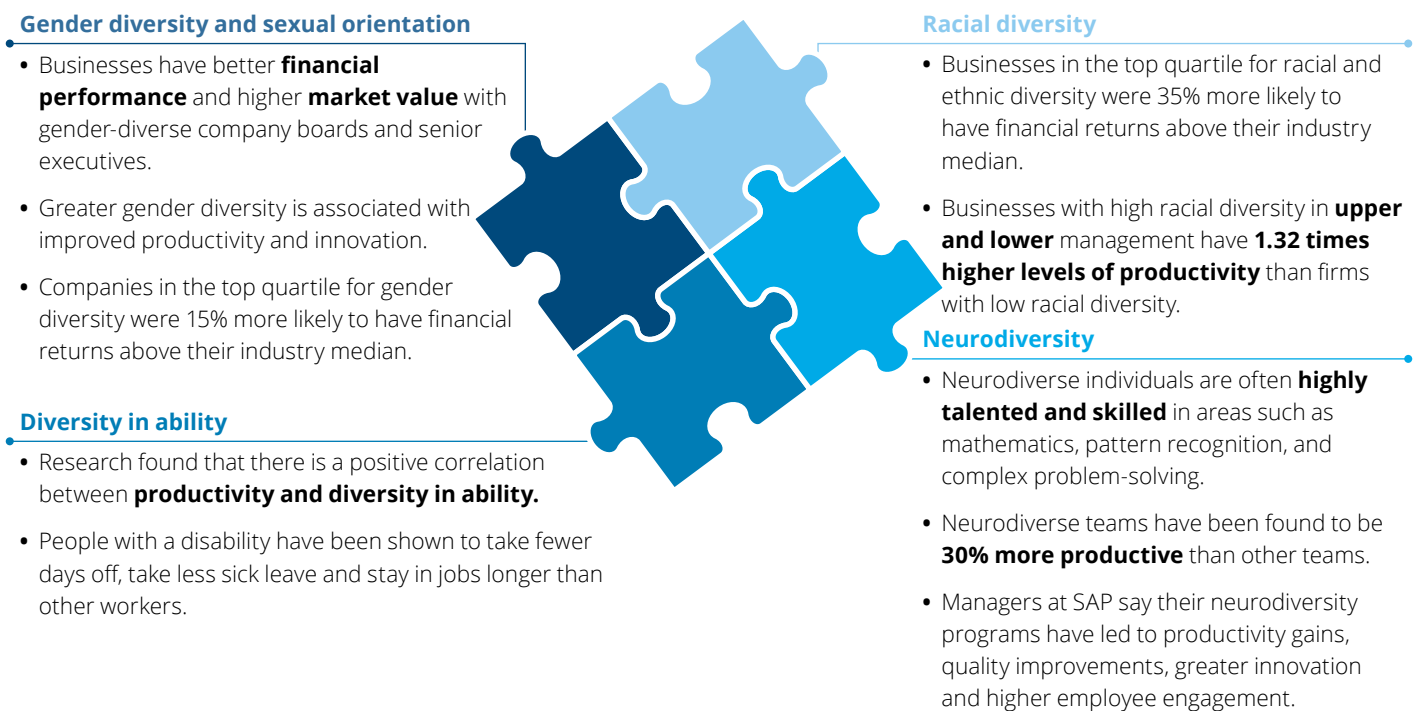 Gender diversity and sexual orientation
• Businesses have better financial
performance and higher market value with
gender-diverse company boards and senior
executives.
• Greater gender diversity is associated with
improved productivity and innovation.
• Companies in the top quartile for gender
diversity were 15% more likely to have financial
returns above their industry median.
Diversity in ability
• Research found that there is a positive correlation
between productivity and diversity in ability.
• People with a disability have been shown to take fewer
days off, take less sick leave and stay in jobs longer than
other workers.
Racial diversity
• Businesses in the top quartile for racial and
ethnic diversity were 35% more likely to
have financial returns above their industry
median.
• Businesses with high racial diversity in upper
and lower management have 1.32 times
higher levels of productivity than firms
with low racial diversity.
Neurodiversity
• Neurodiverse individuals are often highly
talented and skilled in areas such as
mathematics, pattern recognition, and
complex problem-solving.
• Neurodiverse teams have been found to be
30% more productive than other teams.
• Managers at SAP say their neurodiversity
programs have led to productivity gains,
quality improvements, greater innovation
and higher employee engagement.